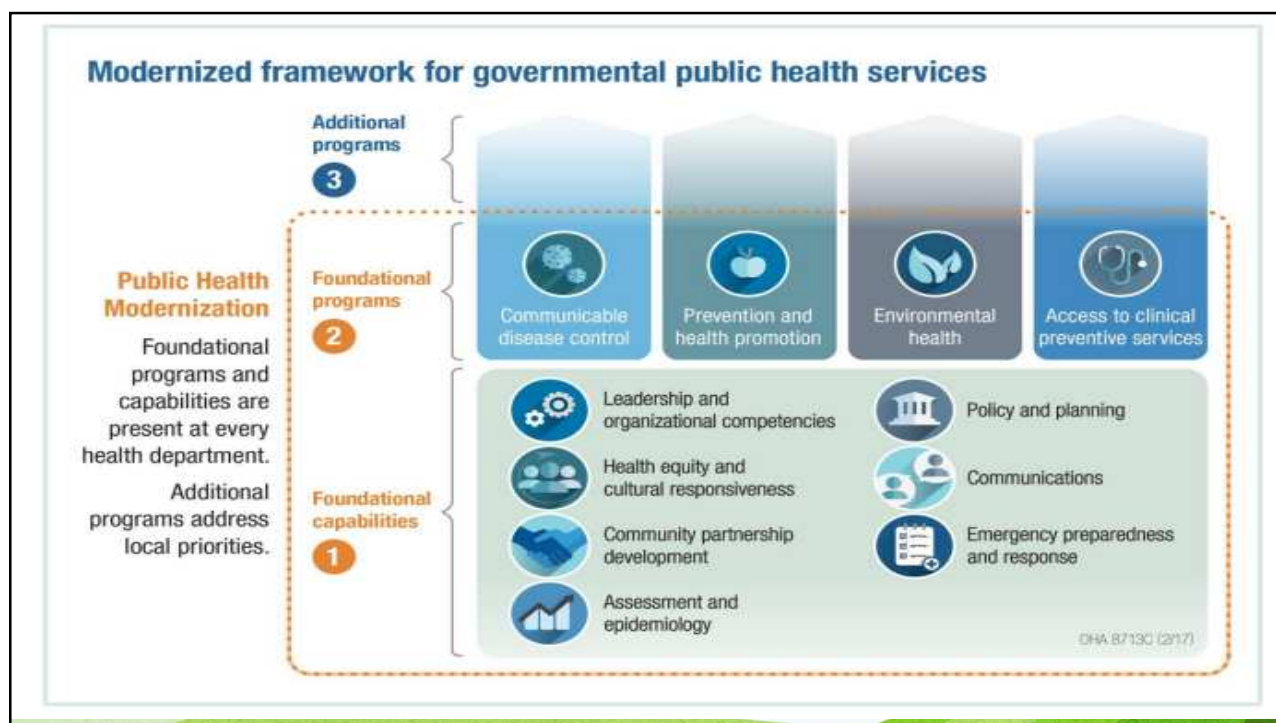 Modernized framework for governmental public health services
Additional
programs
3
Public Health
Modernization
Foundational
programs and
capabilities are
present at every
health department.
Additional
programs address
local priorities.
Foundational
programs
2
Communicable
disease control
Prevention and
health promotion
Environmental
health
Access to clinical
preventive services
Foundational
capabilities
1
Leadership and
organizational competencies
Health equity and
cultural responsiveness
Community partnership
development
Assessment and
epidemiology
Policy and planning
Communications
Emergency preparedness
and response
OHA 8713C (2/17)